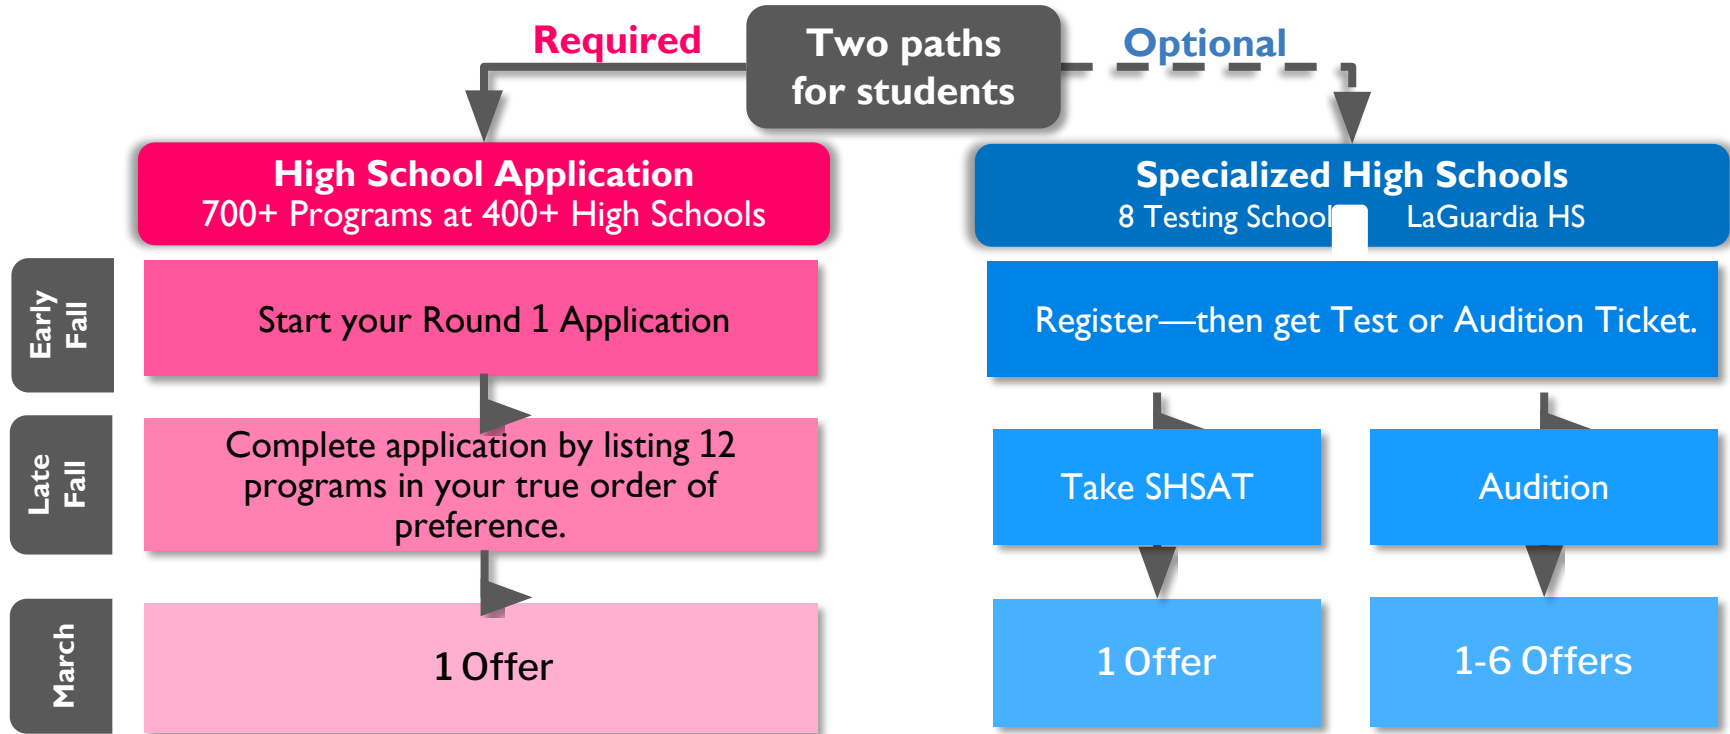 Required
Two paths
for students
Optional
High School Application
700+ Programs at 400+ High Schools
Specialized High Schools
8 Testing School
LaGuardia HS
Early
Fall
Start your Round 1 Application
Register—then get Test or Audition Ticket.
Late
Fall
Complete application by listing 12
programs in your true order of
preference.
Take SHSAT
Audition
March
1 Offer
1 Offer
1-6 Offers